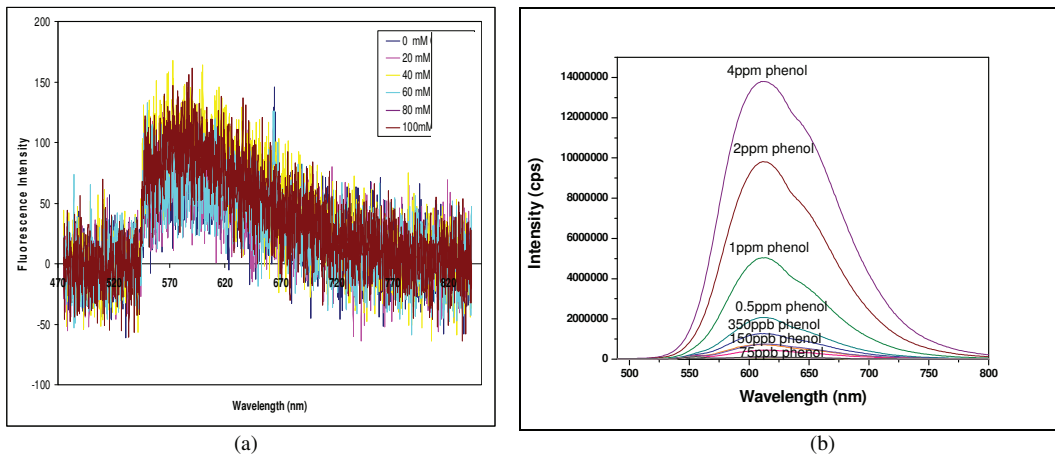 200
150
100
50
0
-50
-100
470
520
570
620
670
720
770
820
Fluorescence Intensity
Wavelength (nm)
0 mM
20 mM
40 mM
60 mM
80 mM
100mM
(a)
14000000
12000000
10000000
8000000
6000000
4000000
2000000
0
500
550
600
650
700
750
800
Intensity (cps)
Wavelength (nm)
4ppm phenol
2ppm phenol
1ppm phenol
0.5ppm phenol
350ppb phenol
150ppb phenol
75ppb phenol
(b)